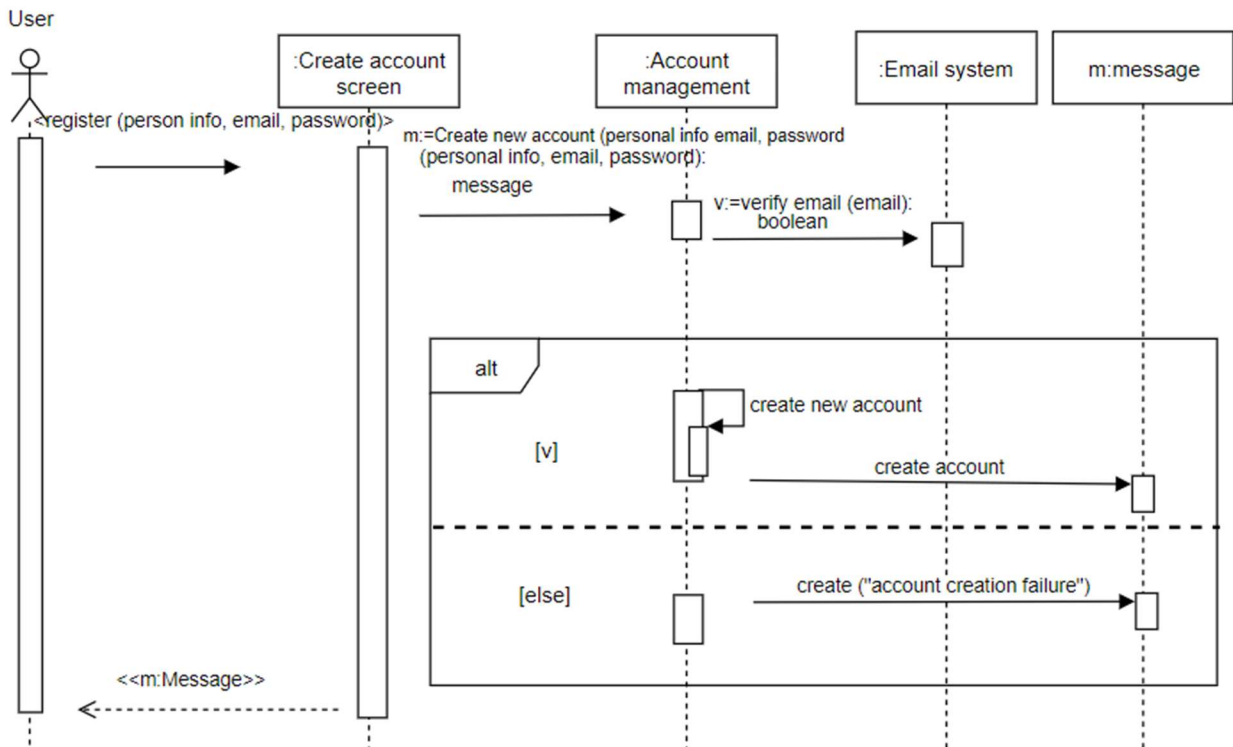 User
:Create account
screen
:Account
management
:Email system
m:message
<register (person info, email, password)>
m:=Create new account (personal info email, password
(personal info, email, password):
message
v:=verify email (email):
boolean
alt
create new account
[v]
create account
[else]
create ("account creation failure")
<<m:Message>>